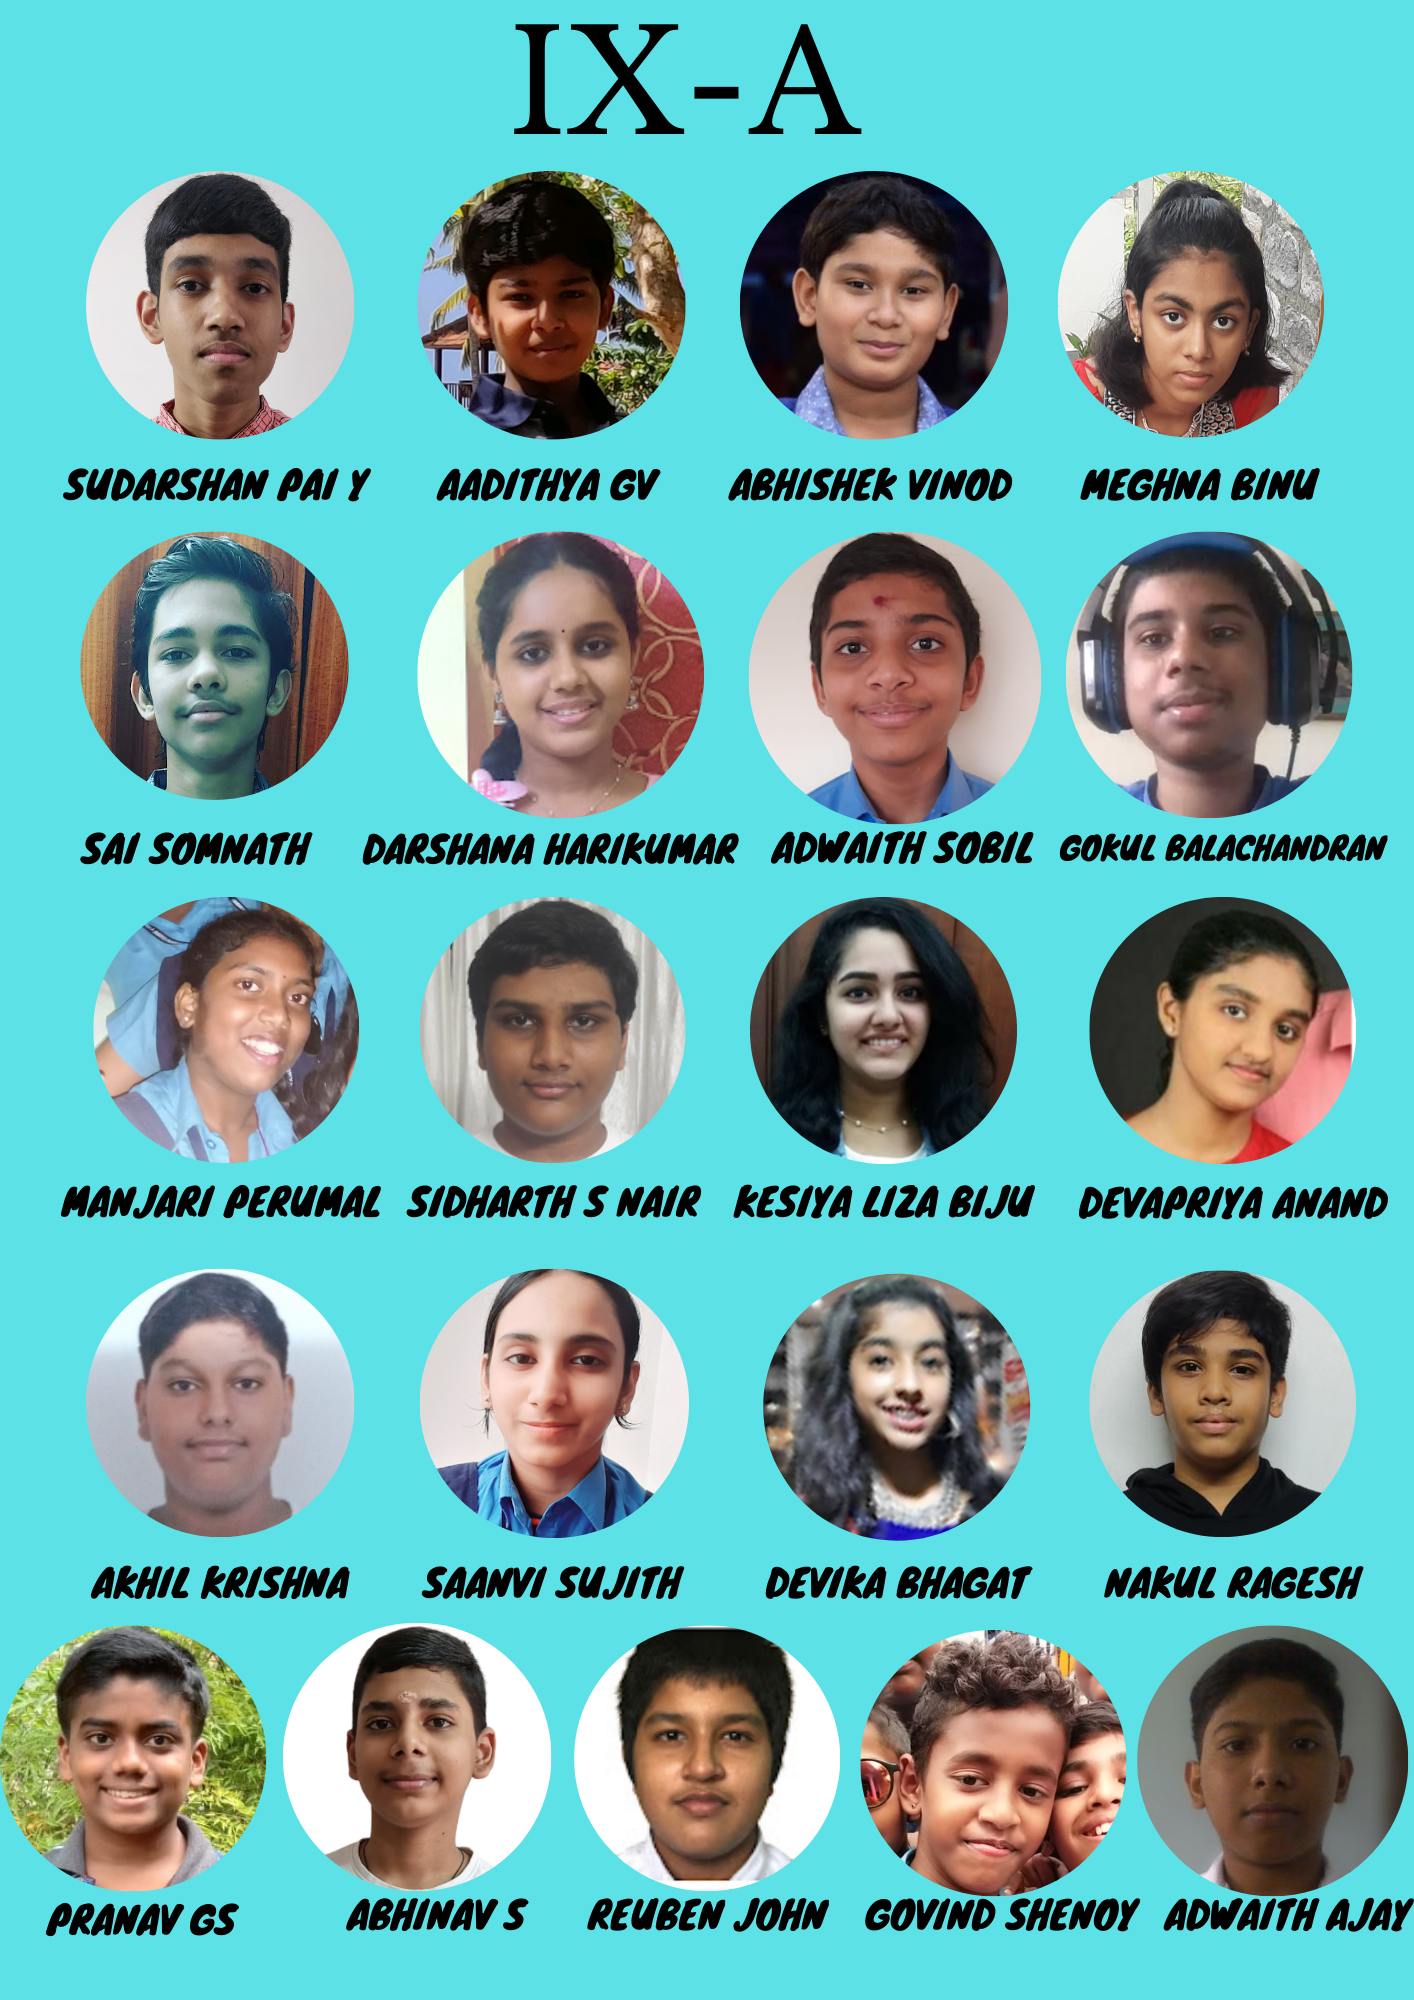 IX-A
SUDARSHAN PAI Y AADITHYA GV ABHISHEK VINOD MEGHNA BINU
SAI SOMNATH DARSHANA HARIKUMAR ADWAITH SOBIL GOKUL BALACHANDRAN
MANJARI PERUMAL SIDHARTH S NAIR KESIYA LIZA BIJU DEVAPRIYA ANAND
AKHIL KRISHNA SAANVI SUJITH DEVIKA BHAGAT NAKUL RAGESH
PRANAV GS ABHINAV S REUBEN JOHN GOVIND SHENOY ADWAITH AJAY